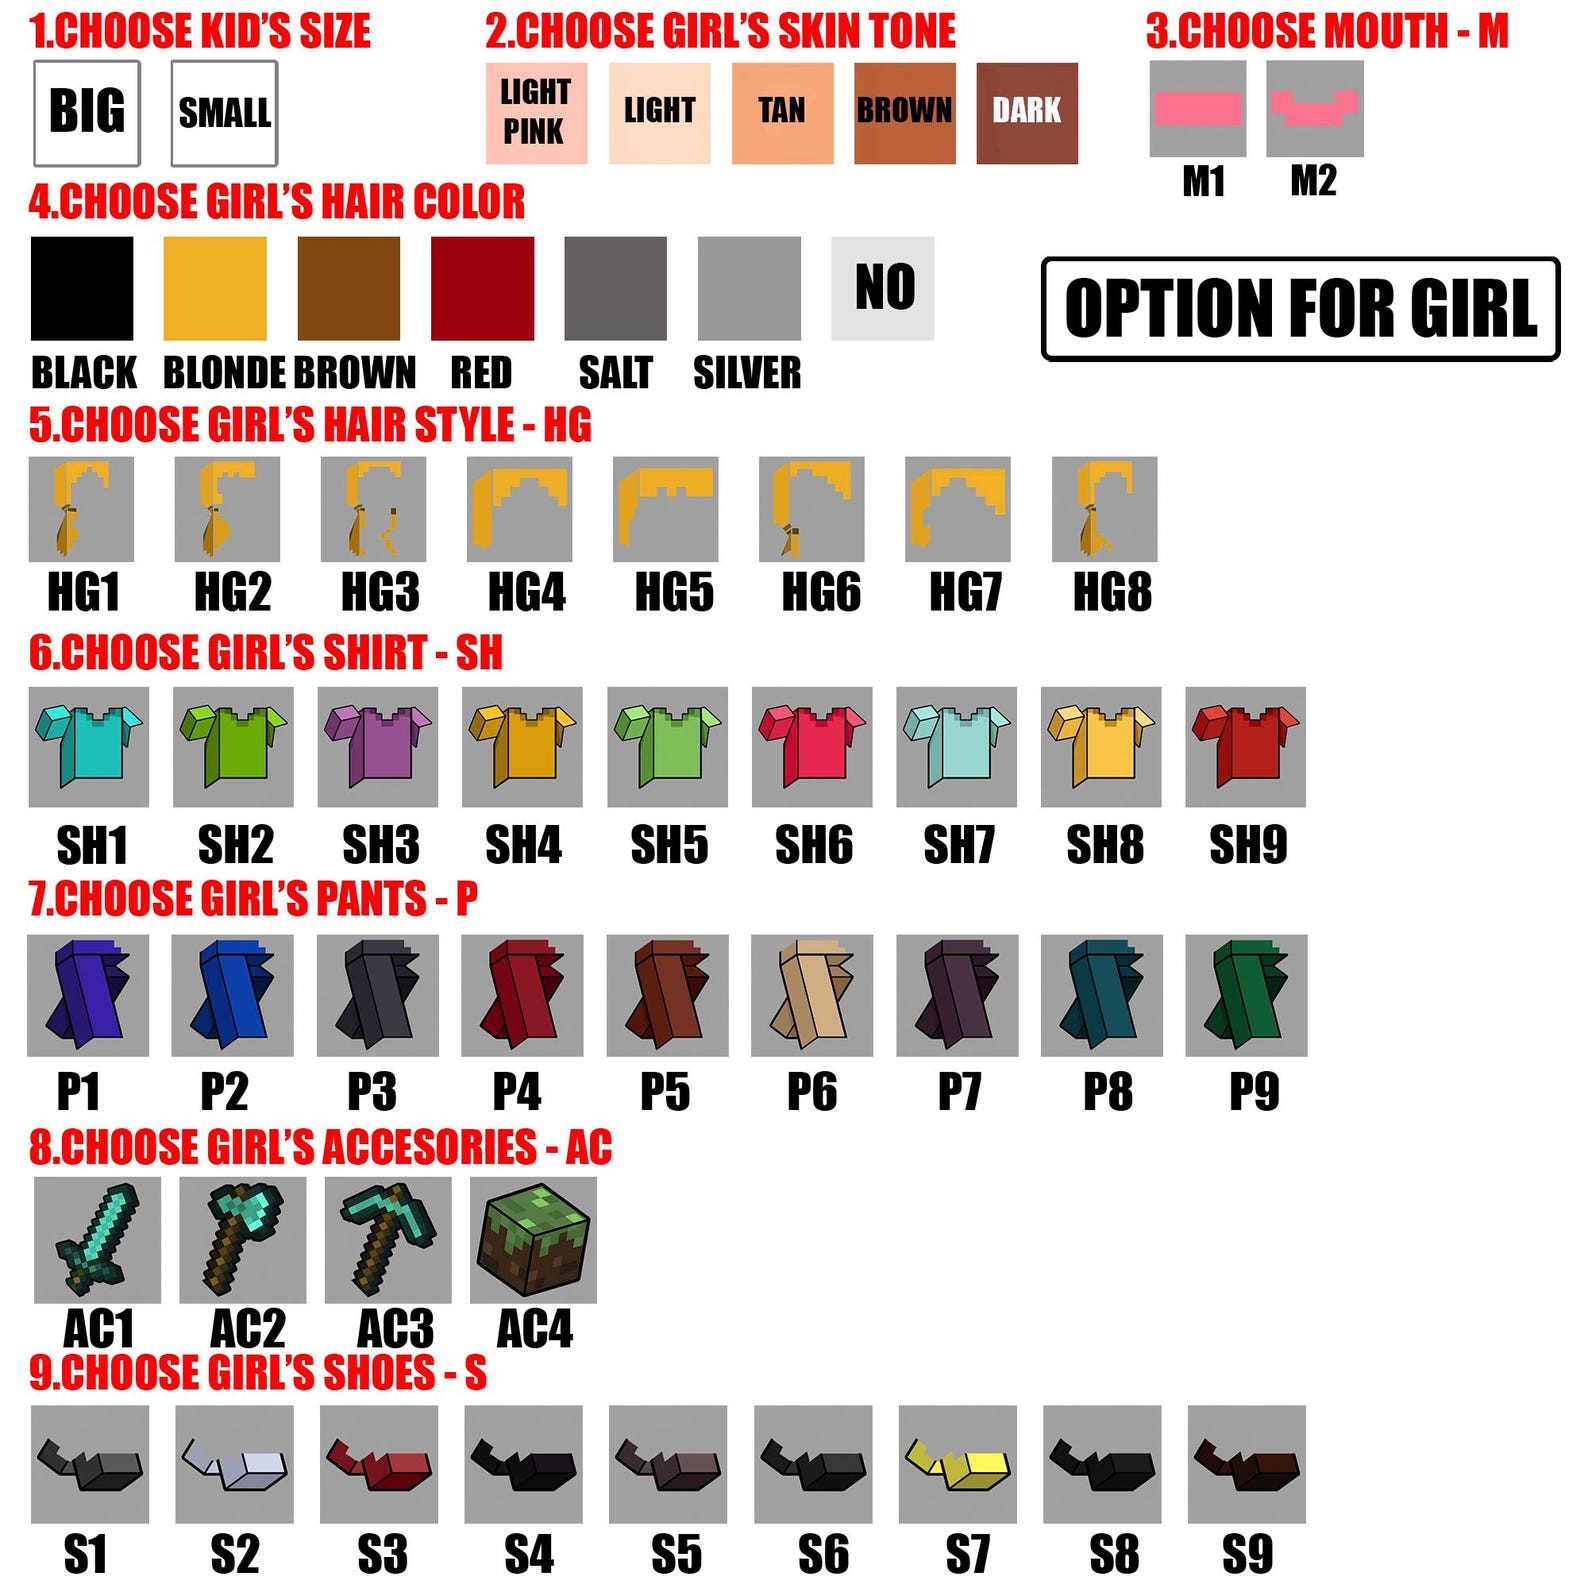 1.CHOOSE KID'S SIZE
BIG SMALL
2.CHOOSE GIRL'S SKIN TONE
LIGHT
PINK
LIGHT TAN BROWN DARK
3.CHOOSE MOUTH - M
M1 M2
4.CHOOSE GIRL'S HAIR COLOR
NO
BLACK BLONDE BROWN RED SALT SILVER
OPTION FOR GIRL
5.CHOOSE GIRL'S HAIR STYLE - HG
HG1 HG2 HG3 HG4 HG5 HG6 HG7 HG8
6.CHOOSE GIRL'S SHIRT - SH
SH1 SH2 SH3 SH4 SH5 SH6 SH7 SH8 SH9
7.CHOOSE GIRL'S PANTS - P
P1 P2 P3 P4 P5 P6 P7 P8 P9
8.CHOOSE GIRL'S ACCESORIES - AC
AC1 AC2 AC3 AC4
9.CHOOSE GIRL'S SHOES - S
S1 S2 S3 S4 S5 S6 S7 S8 S9